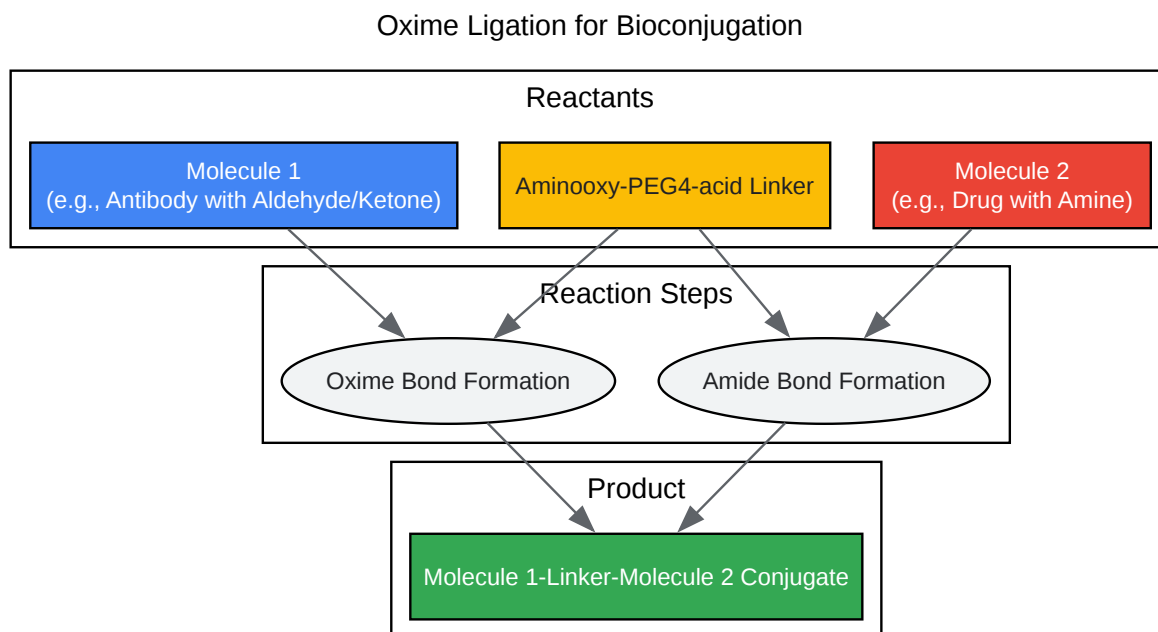 Oxime Ligation for Bioconjugation
Reactants
Molecule 1
(e.g., Antibody with Aldehyde/Ketone)
Aminooxy-PEG4-acid Linker
Molecule 2
(e.g., Drug with Amine)
Reaction Steps
Oxime Bond Formation
Amide Bond Formation
Product
Molecule 1-Linker-Molecule 2 Conjugate